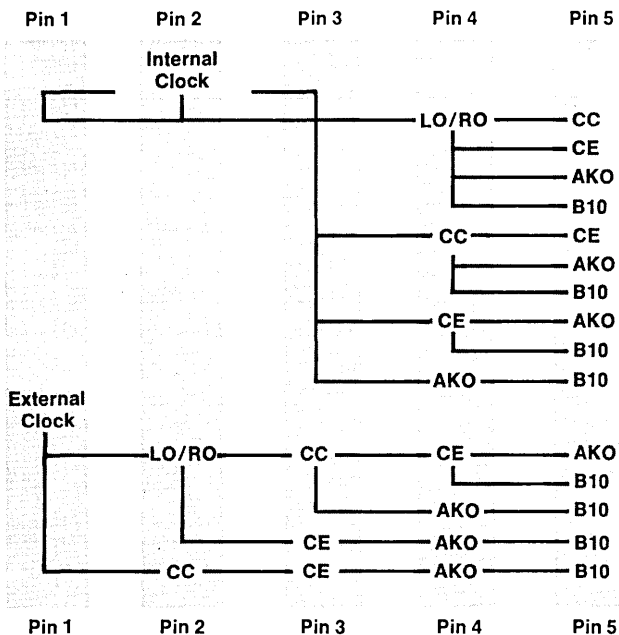 Pin 1 Pin 2 Pin 3 Pin 4 Pin 5
Internal
Clock
LO/RO CC
CE
AKO
B10
CC CE
AKO
B10
CE AKO
B10
AKO B10
External
Clock
LO/RO CC CE AKO
B10
AKO B10
CE AKO B10
CC CE AKO B10
Pin 1 Pin 2 Pin 3 Pin 4 Pin 5